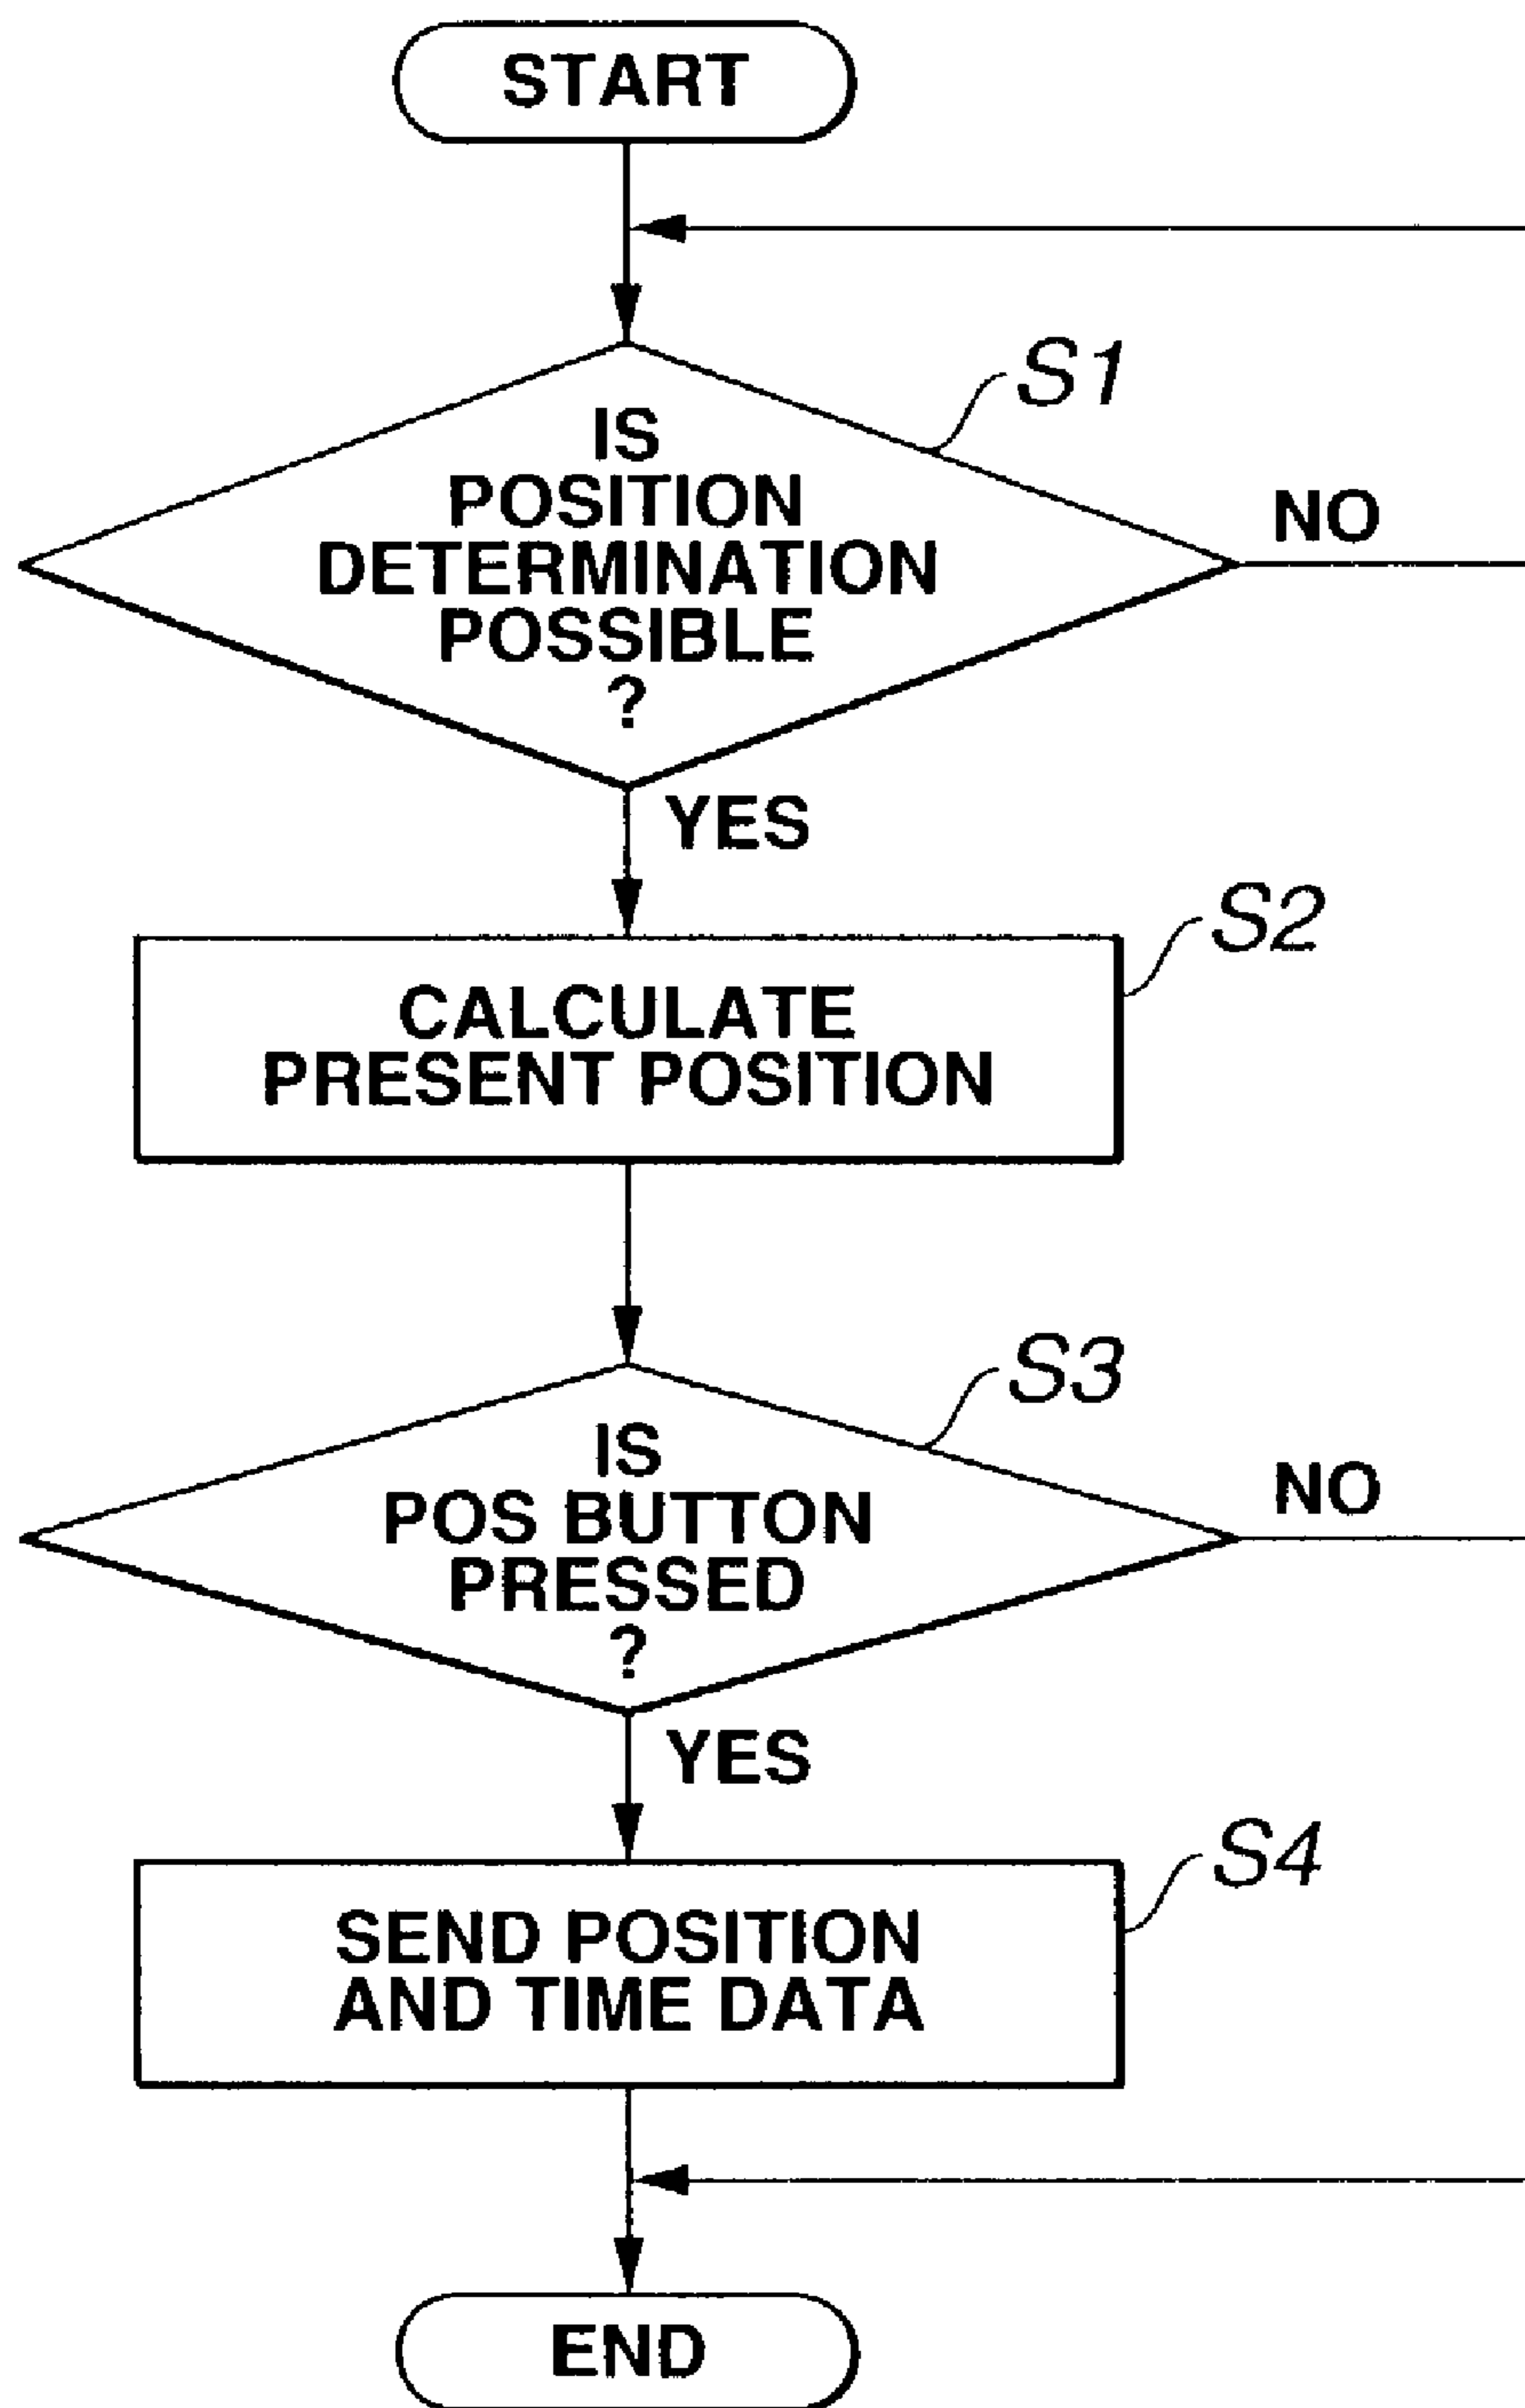 START
S1
IS
POSITION
DETERMINATION
POSSIBLE
?
NO
YES
S2
CALCULATE
PRESENT POSITION
S3
IS
POS BUTTON
PRESSED
?
NO
YES
S4
SEND POSITION
AND TIME DATA
END